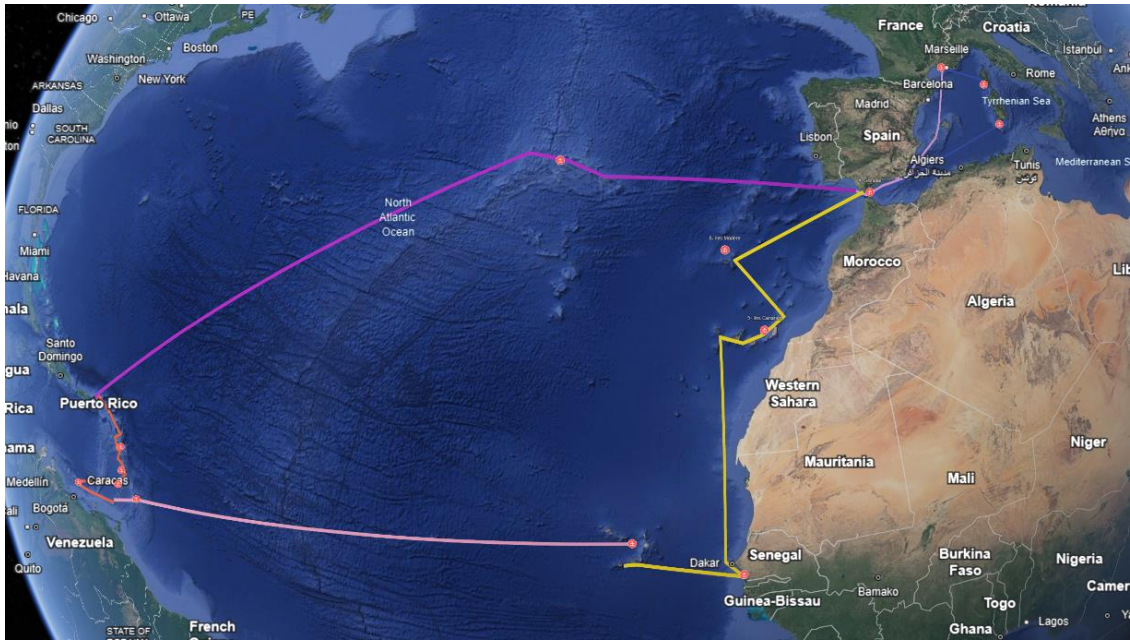 Chicago
Ottawa
PE
Boston
Washington
New York
ARKANSAS
Dallas
SOUTH
CAROLINA
FLORIDA
Miami
Havana
Santo
Domingo
Puerto Rico
Caracas
Medellín
Bogotá
Venezuela
Quito
French
STATE OF
North
Atlantic
Ocean
France
Croatia
Marseille
Istanbul
Barcelona
Rome
Madrid
Tyrrhenian Sea
Athens
Αθήνα
Lisbon
Spain
Algiers
مدينة الجزائر
Tunis
تونس
Mediterranean S
Morocco
Algeria
Western
Sahara
Mauritania
Mali
Niger
Dakar
Senegal
Burkina
Faso
Nigeria
Bamako
Guinea-Bissau
Togo
Camer
Ghana
Lagos